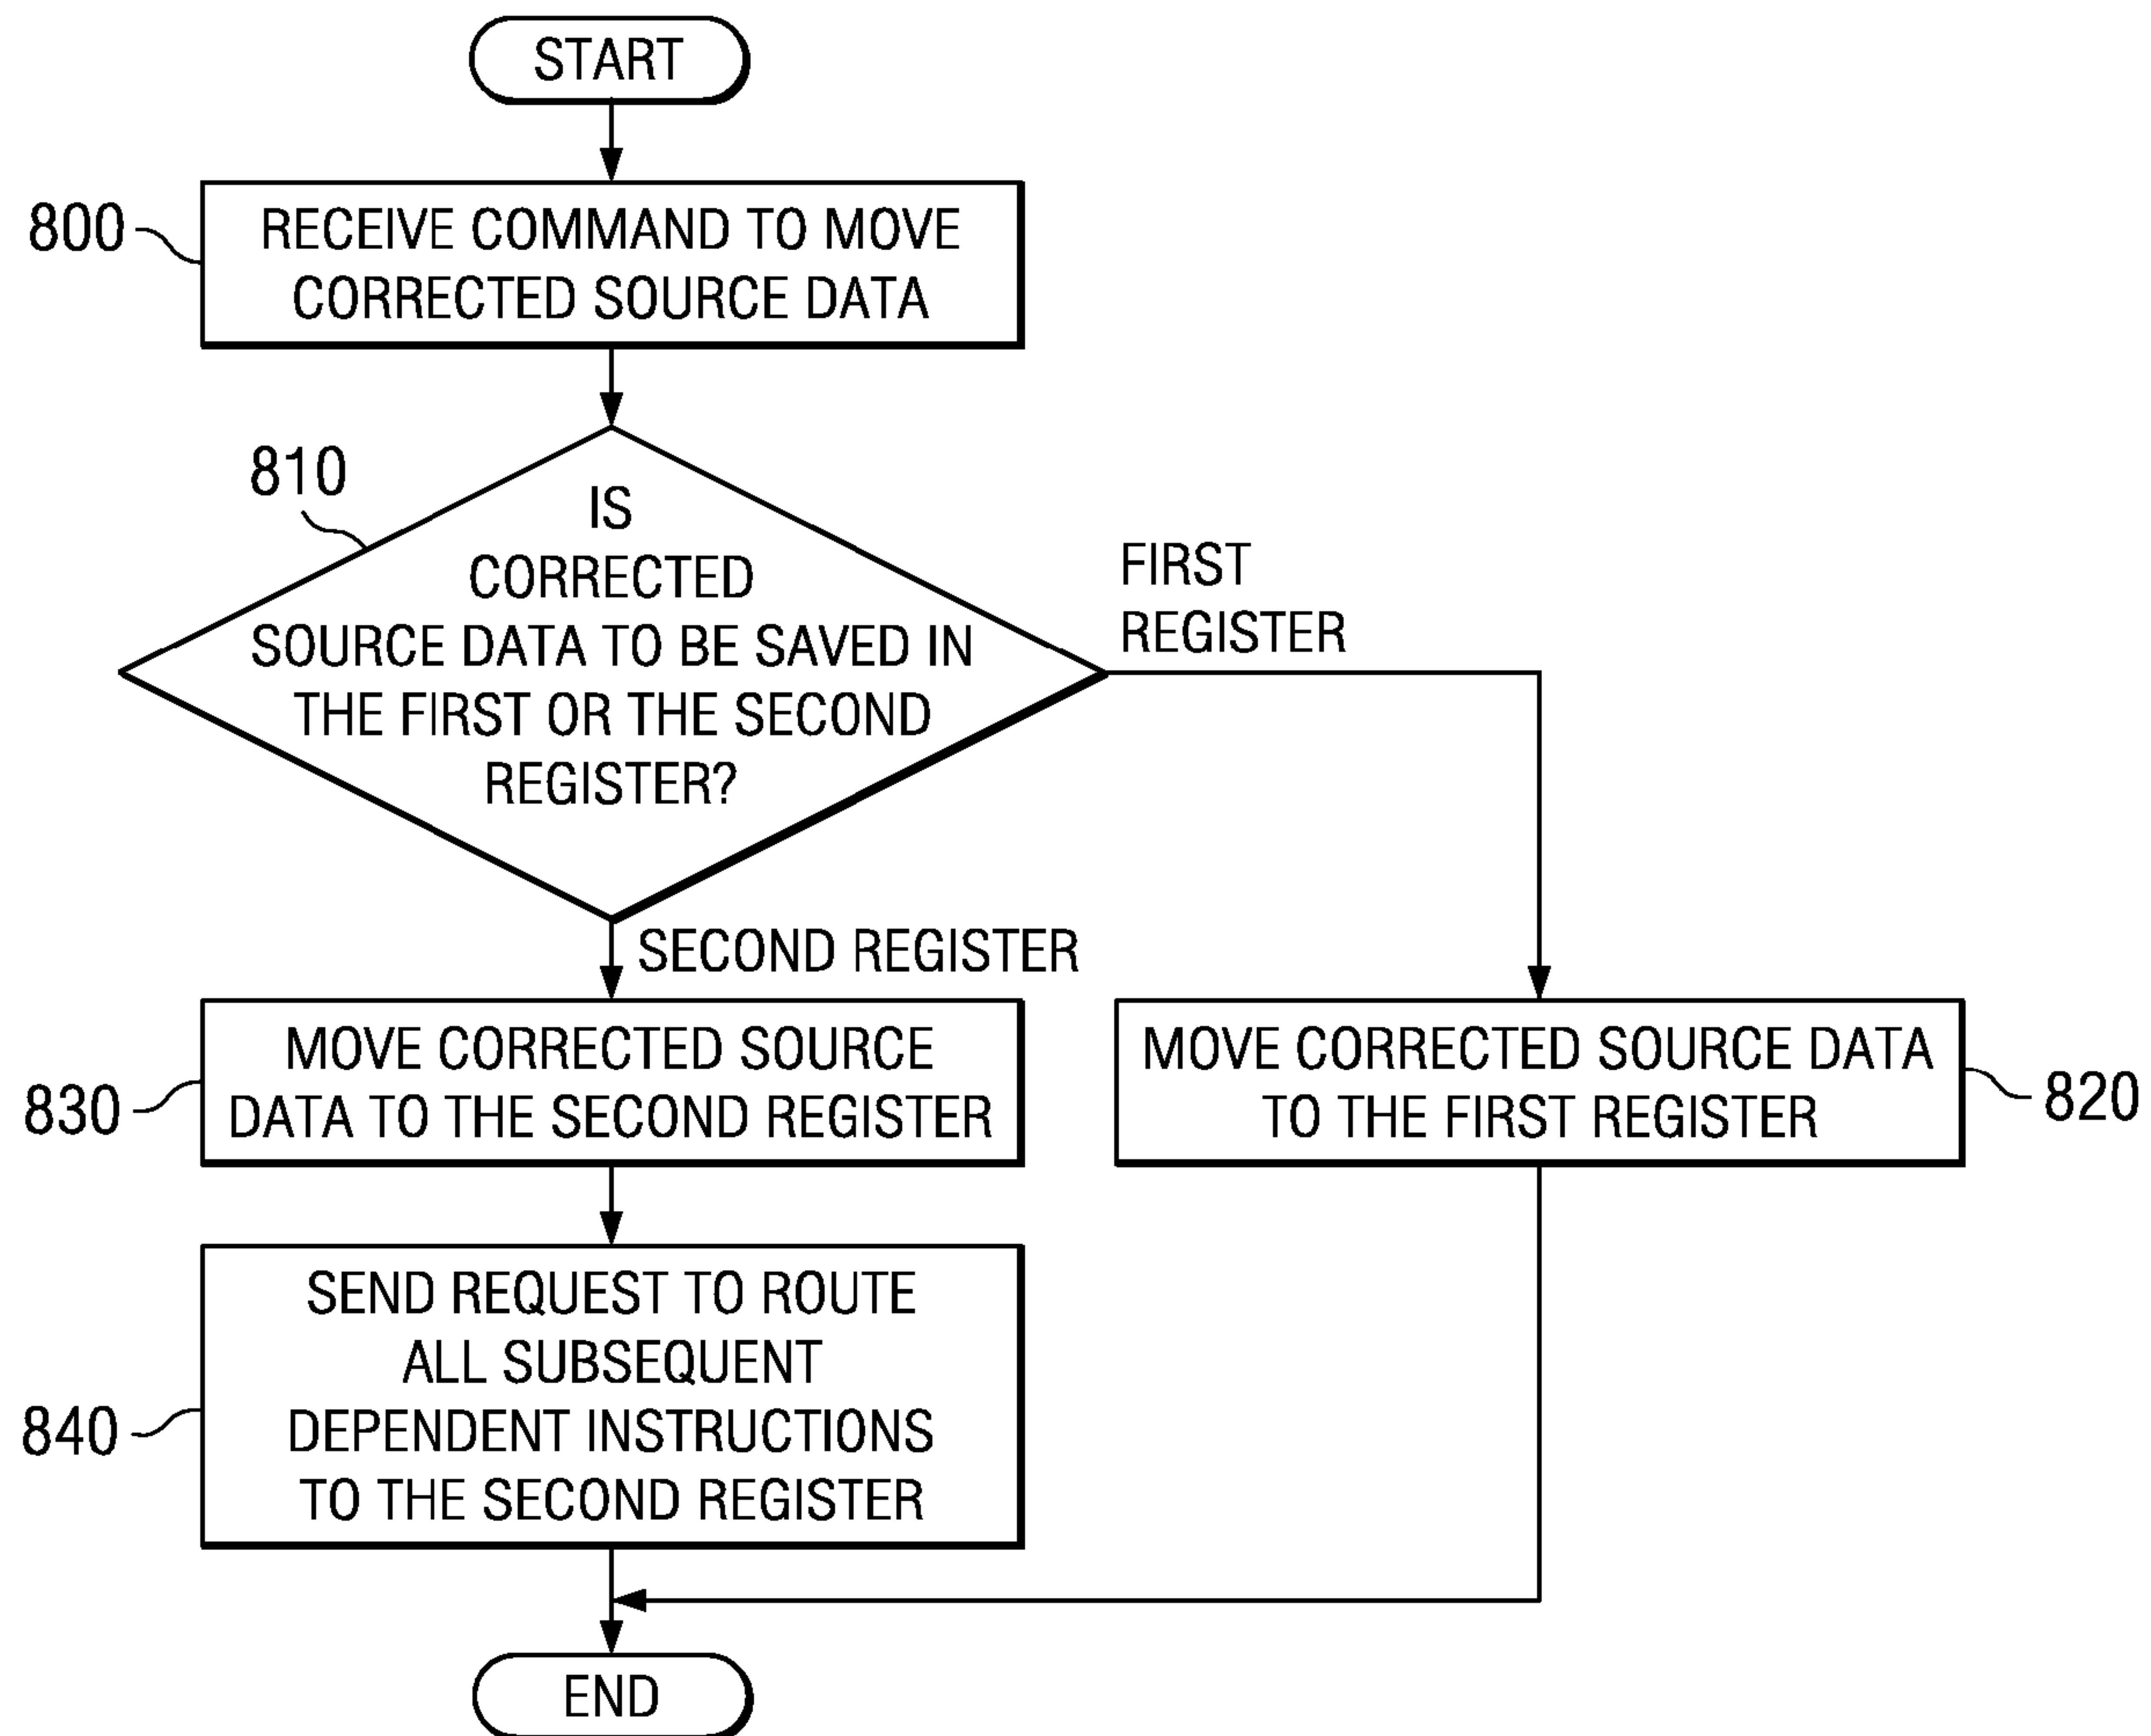 START
800
RECEIVE COMMAND TO MOVE
CORRECTED SOURCE DATA
810
IS
CORRECTED
SOURCE DATA TO BE SAVED IN
THE FIRST OR THE SECOND
REGISTER?
FIRST
REGISTER
SECOND REGISTER
830
MOVE CORRECTED SOURCE
DATA TO THE SECOND REGISTER
MOVE CORRECTED SOURCE DATA
TO THE FIRST REGISTER
820
840
SEND REQUEST TO ROUTE
ALL SUBSEQUENT
DEPENDENT INSTRUCTIONS
TO THE SECOND REGISTER
END